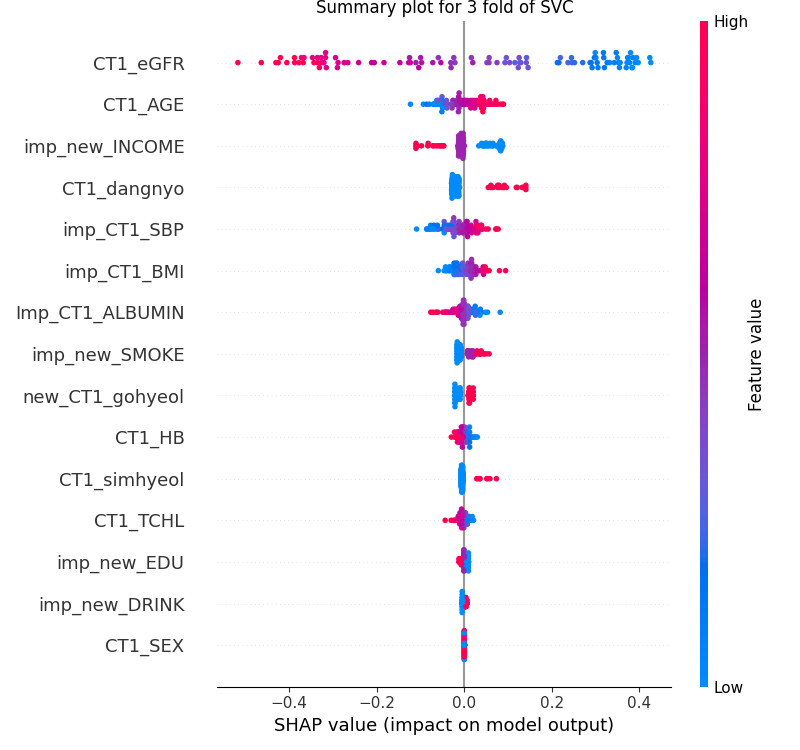 Summary plot for 3 fold of SVC
High
CT1_eGFR
CT1_AGE
imp_new_INCOME
CT1_dangnyo
imp_CT1_SBP
imp_CT1_BMI
Imp_CT1_ALBUMIN
imp_new_SMOKE
new_CT1_gohyeol
CT1_HB
CT1_simhyeol
CT1_TCHL
imp_new_EDU
imp_new_DRINK
CT1_SEX
Feature value
Low
−0.4 −0.2 0.0 0.2 0.4
SHAP value (impact on model output)